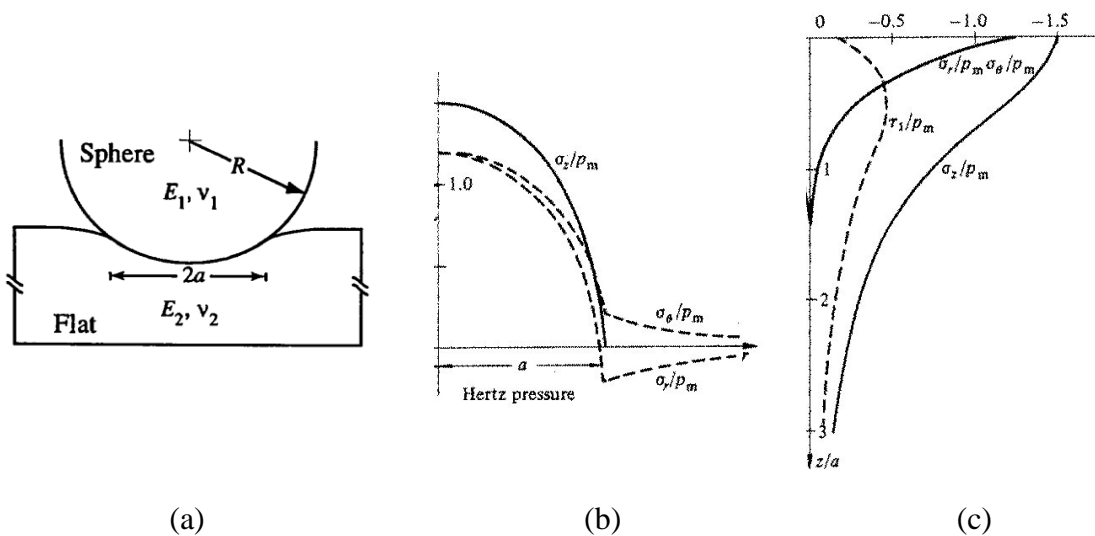 Sphere
R
E₁, ν₁
2a
E₂, ν₂
Flat
(a)
σz/pm
1.0
σθ/pm
a
r
σr/pm
Hertz pressure
(b)
0 −0.5 −1.0 −1.5
σr/pm σθ/pm
τ1/pm
1
σz/pm
2
3
z/a
(c)